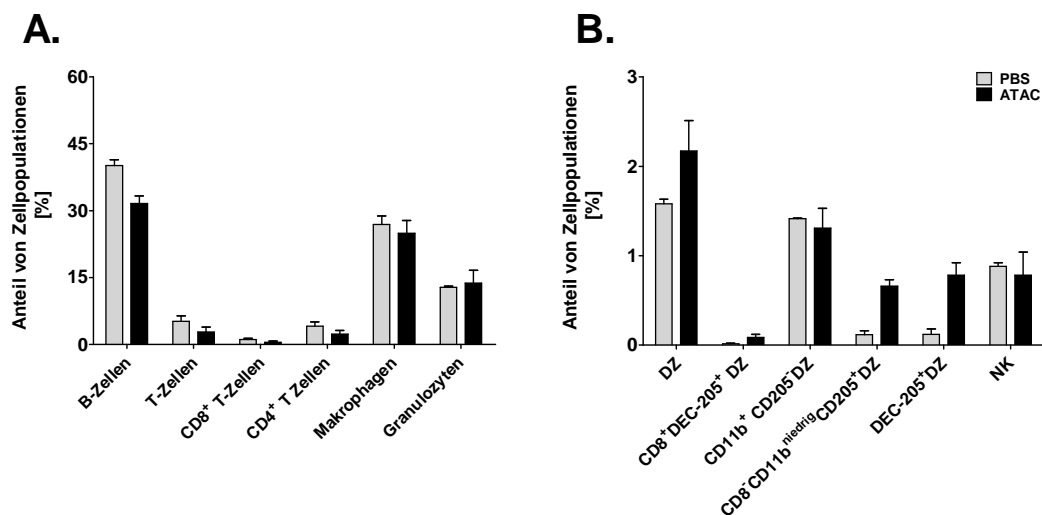 A.
Anteil von Zellpopulationen
[%]
60
45
30
15
0
B-Zellen
T-Zellen
CD8⁺ T-Zellen
CD4⁺ T Zellen
Makrophagen
Granulozyten
B.
Anteil von Zellpopulationen
[%]
3
2
1
0
PBS
ATAC
DZ
CD8⁺DEC-205⁺ DZ
CD11b⁺ CD205⁻DZ
CD8⁻CD11bⁿⁱᵉᵈʳⁱᵍCD205⁺DZ
DEC-205⁺DZ
NK